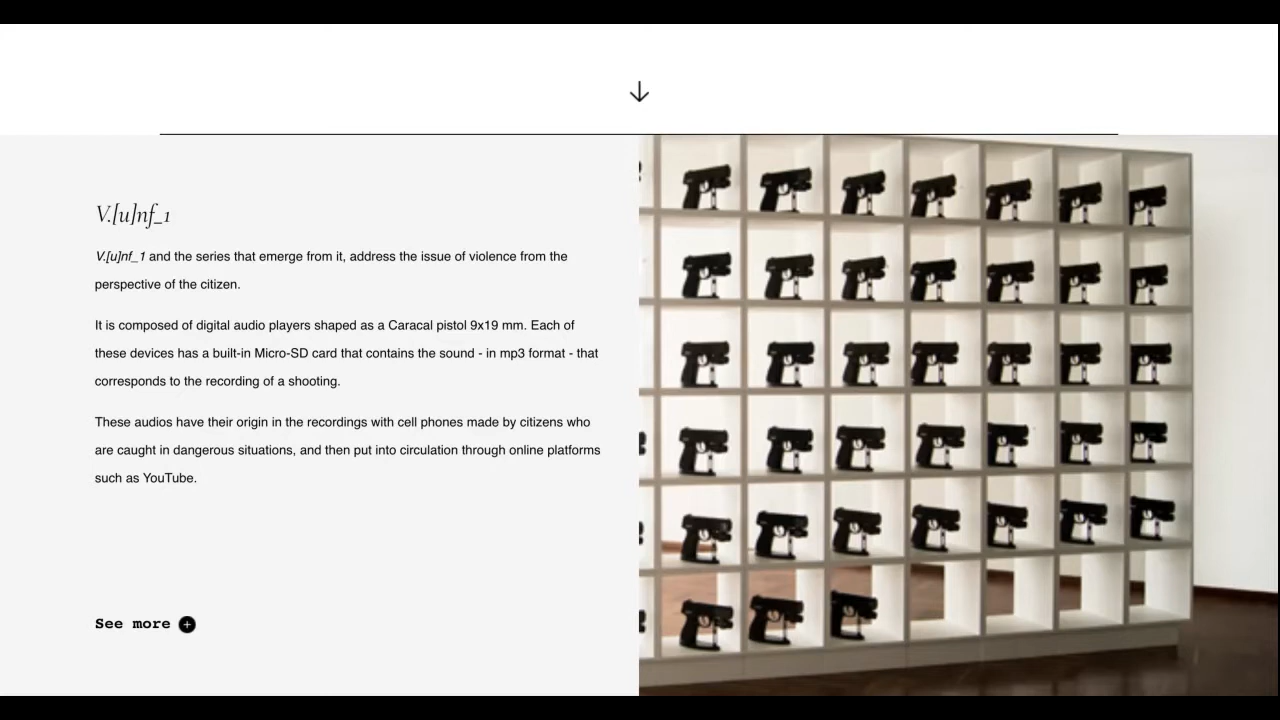 V.[u]nf_1
V.[u]nf_1 and the series that emerge from it, address the issue of violence from the
perspective of the citizen.
It is composed of digital audio players shaped as a Caracal pistol 9x19 mm. Each of
these devices has a built-in Micro-SD card that contains the sound - in mp3 format - that
corresponds to the recording of a shooting.
These audios have their origin in the recordings with cell phones made by citizens who
are caught in dangerous situations, and then put into circulation through online platforms
such as YouTube.
See more